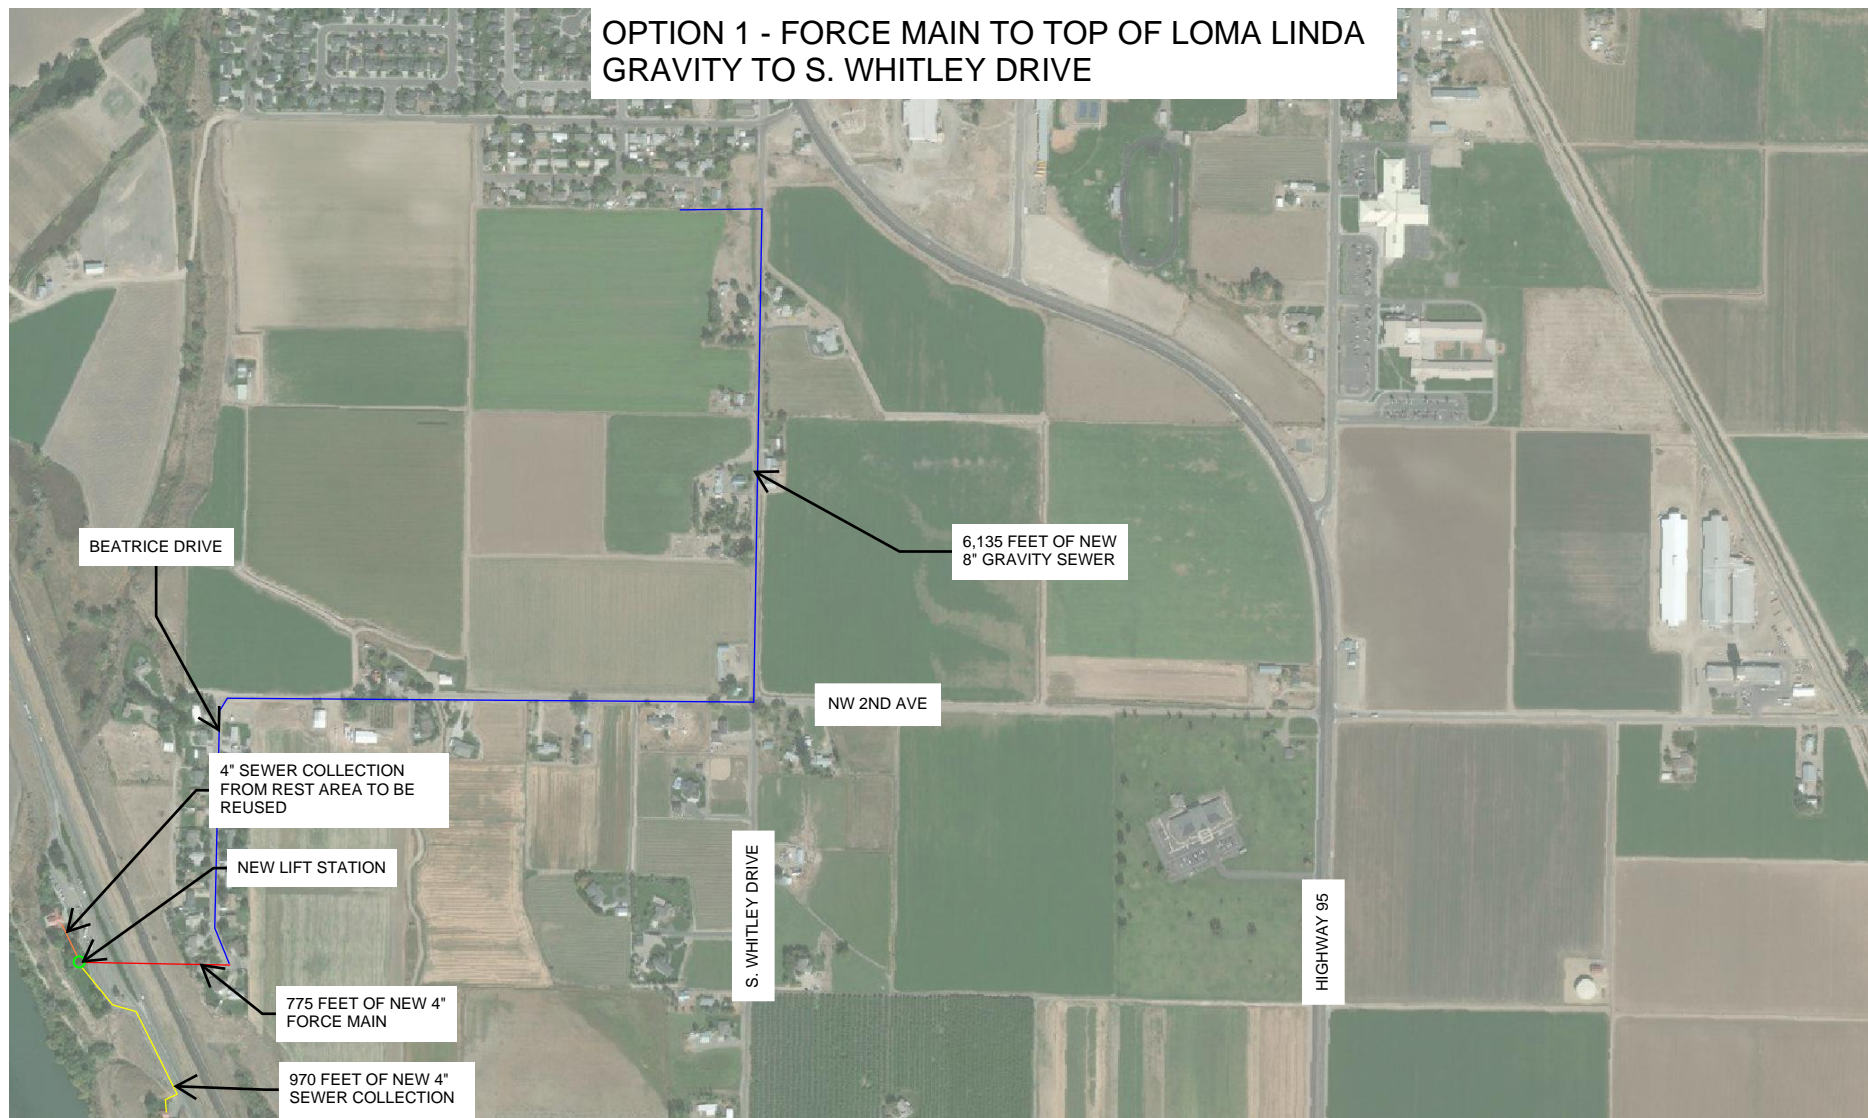 OPTION 1 - FORCE MAIN TO TOP OF LOMA LINDA
GRAVITY TO S. WHITLEY DRIVE
BEATRICE DRIVE
6,135 FEET OF NEW
8" GRAVITY SEWER
NW 2ND AVE
4" SEWER COLLECTION
FROM REST AREA TO BE
REUSED
NEW LIFT STATION
S. WHITLEY DRIVE
HIGHWAY 95
775 FEET OF NEW 4"
FORCE MAIN
970 FEET OF NEW 4"
SEWER COLLECTION